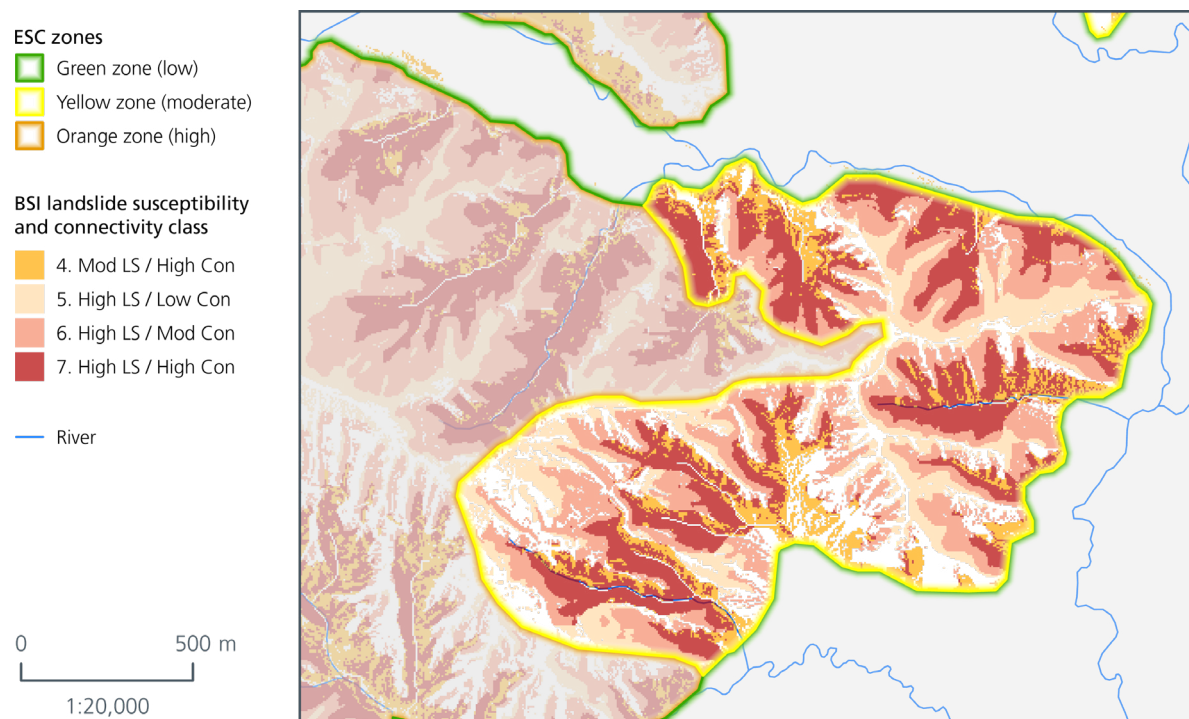 ESC zones
Green zone (low)
Yellow zone (moderate)
Orange zone (high)
BSI landslide susceptibility
and connectivity class
4. Mod LS / High Con
5. High LS / Low Con
6. High LS / Mod Con
7. High LS / High Con
River
0 500 m
1:20,000